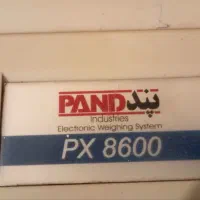 PAND پند
Industries
Electronic Weighing System
PX 8600